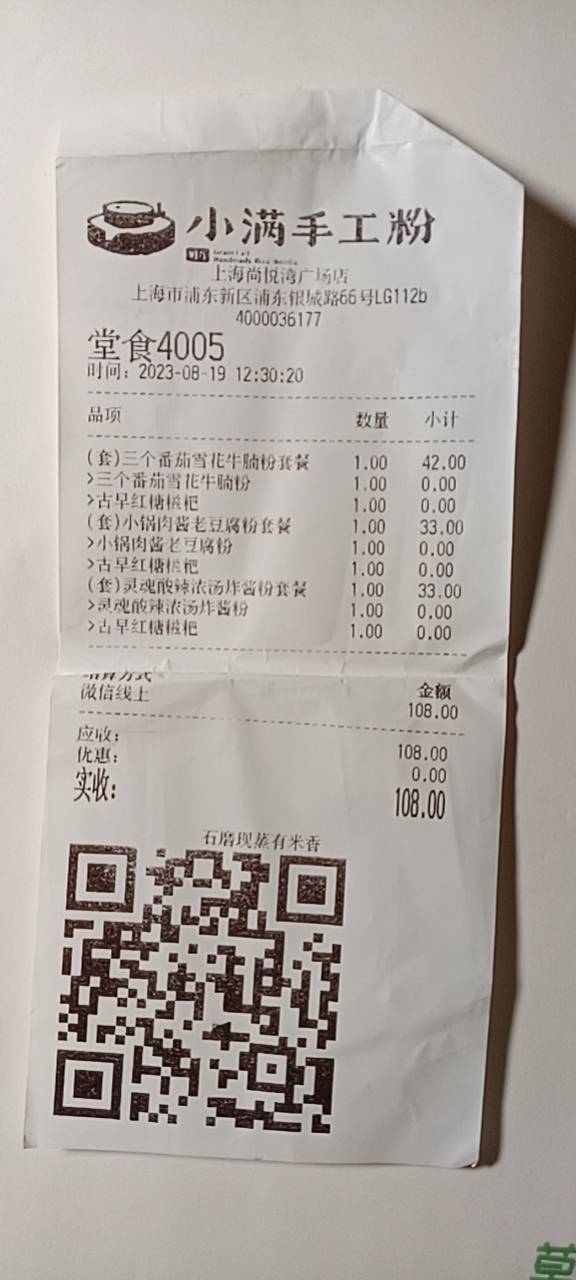 小满手工粉
上海尚悦湾广场店
上海市浦东新区浦东银城路66号LG112b
4000036177
堂食4005
时间: 2023-08-19 12:30:20
品项 数量 小计
(套)三个番茄雪花牛腩粉套餐 1.00 42.00
>三个番茄雪花牛腩粉 1.00 0.00
>古早红糖糍粑 1.00 0.00
(套)小锅肉酱老豆腐粉套餐 1.00 33.00
>小锅肉酱老豆腐粉 1.00 0.00
>古早红糖糍粑 1.00 0.00
(套)灵魂酸辣浓汤炸酱粉套餐 1.00 33.00
>灵魂酸辣浓汤炸酱粉 1.00 0.00
>古早红糖糍粑 1.00 0.00
结算方式 金额
微信线上 108.00
应收: 108.00
优惠: 0.00
实收: 108.00
石磨现蒸有米香